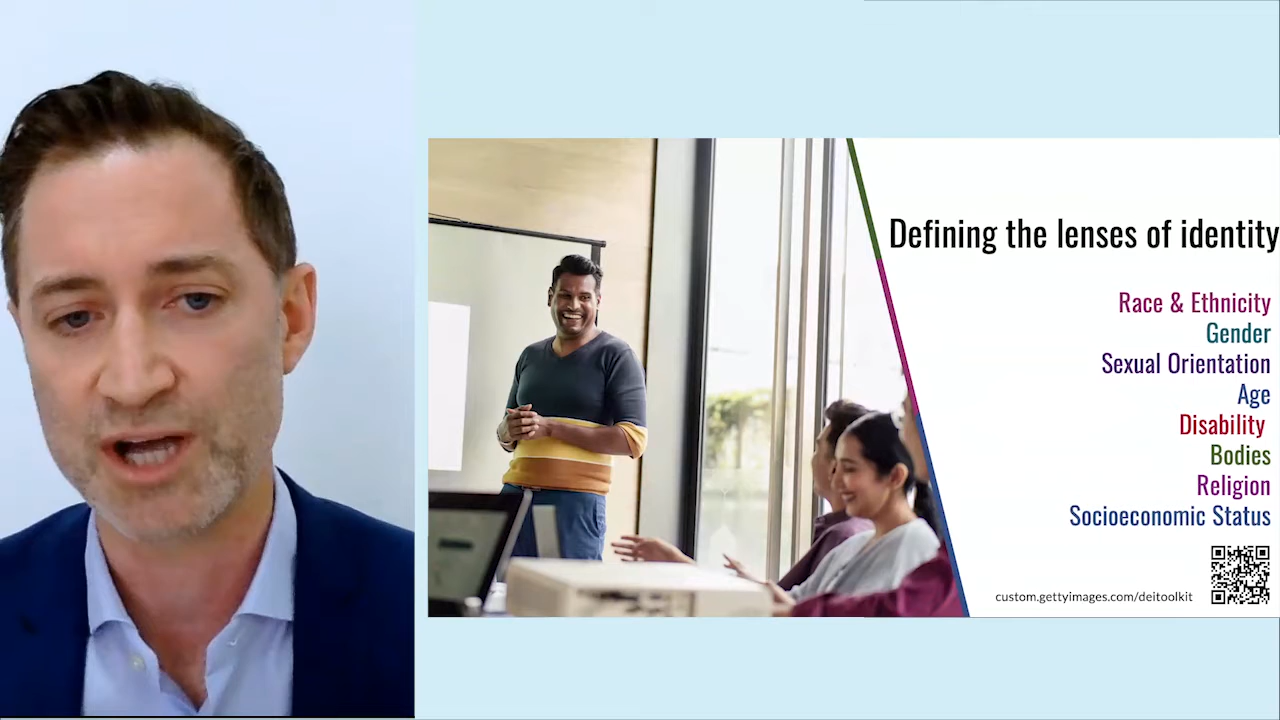 Defining the lenses of identity
Race & Ethnicity
Gender
Sexual Orientation
Age
Disability
Bodies
Religion
Socioeconomic Status
custom.gettyimages.com/deitoolkit